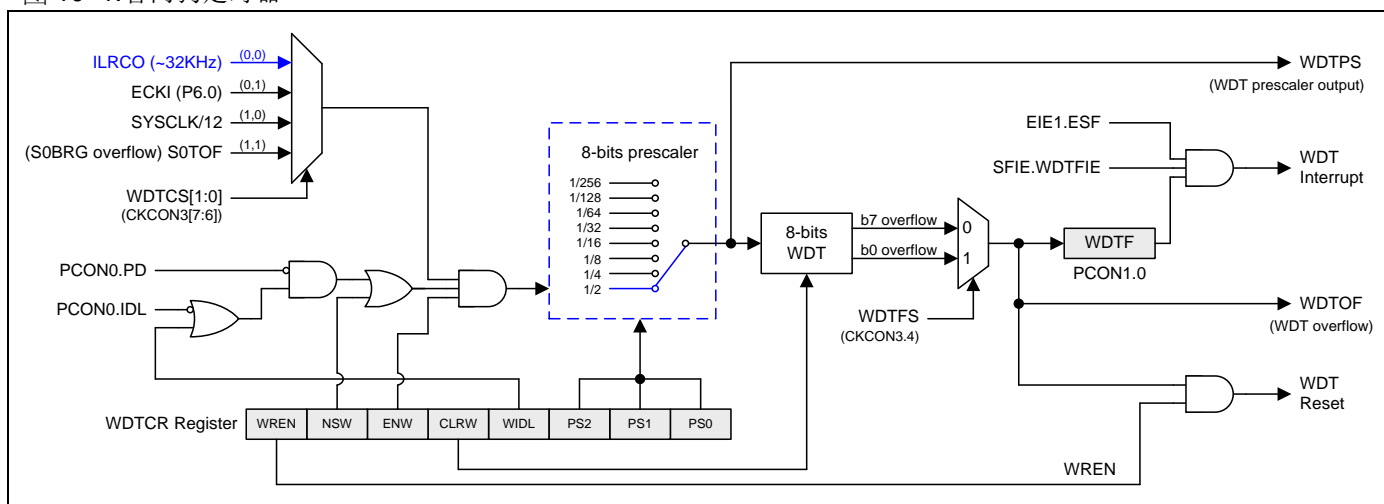 ILRCO (~32KHz)
(0,0)
ECKI (P6.0)
(0,1)
SYSCLK/12
(1,0)
(S0BRG overflow) S0TOF
(1,1)
WDTCS[1:0]
(CKCON3[7:6])
PCON0.PD
PCON0.IDL
8-bits prescaler
1/256
1/128
1/64
1/32
1/16
1/8
1/4
1/2
8-bits
WDT
b7 overflow
b0 overflow
0
1
WDTFS
(CKCON3.4)
WDTPS
(WDT prescaler output)
EIE1.ESF
SFIE.WDTFIE
WDT
Interrupt
WDTF
PCON1.0
WDTOF
(WDT overflow)
WDT
Reset
WDTCR Register
WREN
NSW
ENW
CLRW
WIDL
PS2
PS1
PS0
WREN